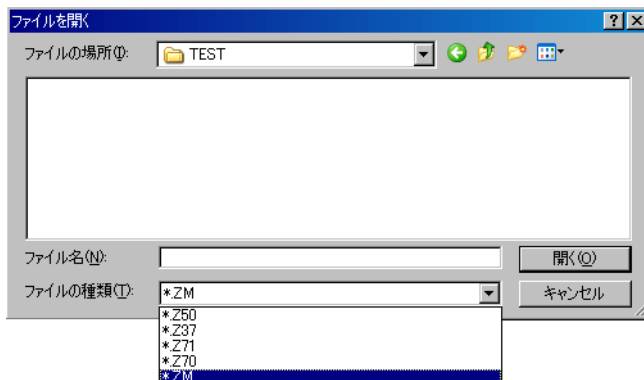 ファイルを開く
ファイルの場所(I):
TEST
ファイル名(N):
開く(O)
ファイルの種類(T):
*.ZM
キャンセル
*.Z50
*.Z37
*.Z71
*.Z70
*.ZM